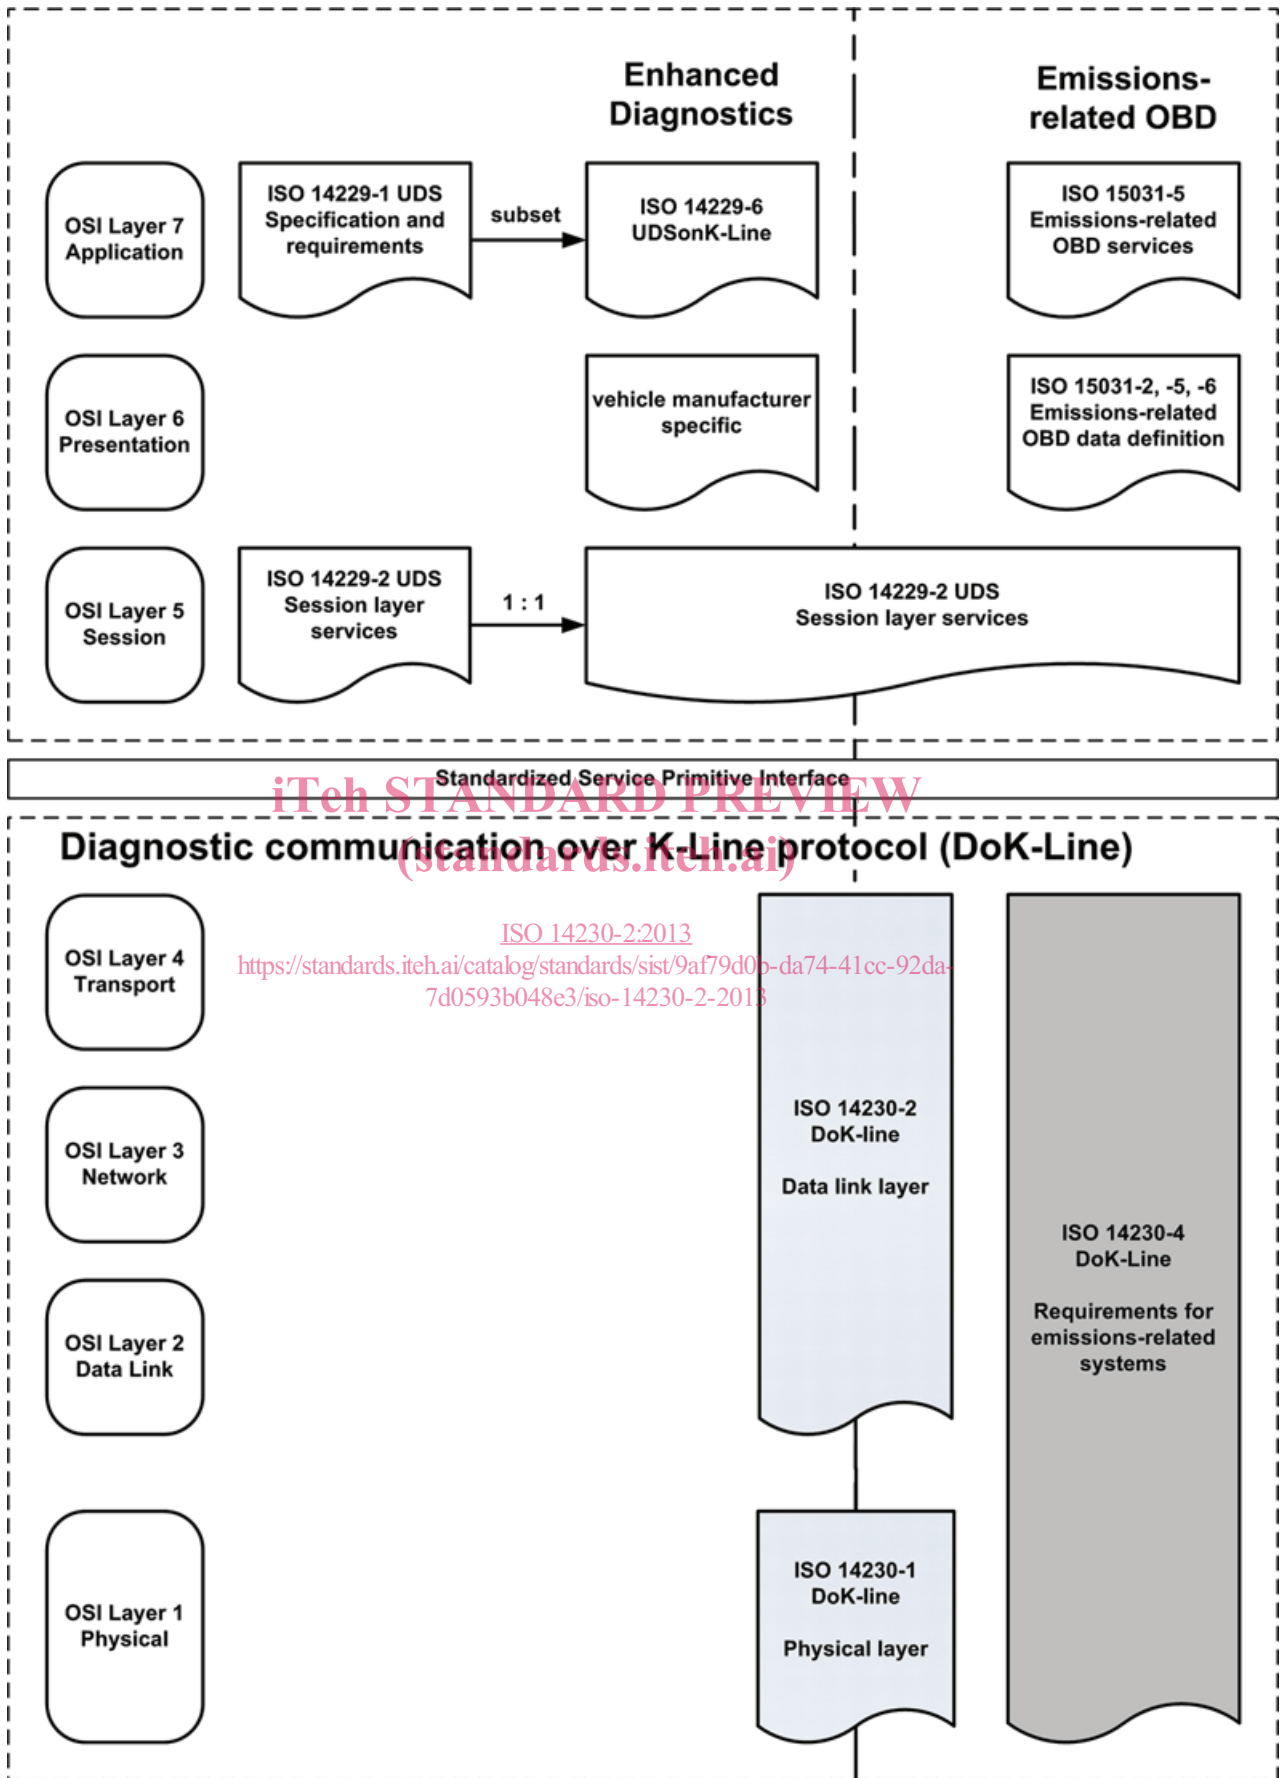 Enhanced
Diagnostics
Emissions-
related OBD
OSI Layer 7
Application
ISO 14229-1 UDS
Specification and
requirements
subset
ISO 14229-6
UDSonK-Line
ISO 15031-5
Emissions-related
OBD services
OSI Layer 6
Presentation
vehicle manufacturer
specific
ISO 15031-2, -5, -6
Emissions-related
OBD data definition
OSI Layer 5
Session
ISO 14229-2 UDS
Session layer
services
1 : 1
ISO 14229-2 UDS
Session layer services
Standardized Service Primitive Interface
iTeh STANDARD PREVIEW
Diagnostic communication over K-Line protocol (DoK-Line)
(standards.iteh.ai)
OSI Layer 4
Transport
ISO 14230-2:2013
https://standards.iteh.ai/catalog/standards/sist/9af79d0b-da74-41cc-92da-
7d0593b048e3/iso-14230-2-2013
OSI Layer 3
Network
ISO 14230-2
DoK-line
Data link layer
ISO 14230-4
DoK-Line
Requirements for
emissions-related
systems
OSI Layer 2
Data Link
OSI Layer 1
Physical
ISO 14230-1
DoK-line
Physical layer